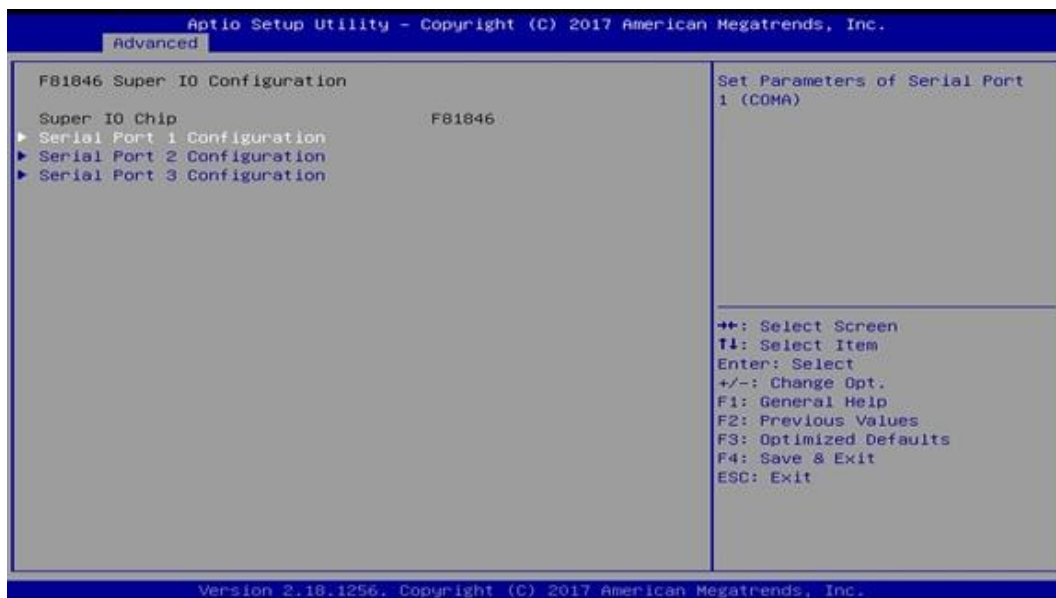 Aptio Setup Utility – Copyright (C) 2017 American Megatrends, Inc.
Advanced
F81846 Super IO Configuration
Super IO Chip F81846
▶ Serial Port 1 Configuration
▶ Serial Port 2 Configuration
▶ Serial Port 3 Configuration
Set Parameters of Serial Port
1 (COMA)
→←: Select Screen
↑↓: Select Item
Enter: Select
+/-: Change Opt.
F1: General Help
F2: Previous Values
F3: Optimized Defaults
F4: Save & Exit
ESC: Exit
Version 2.18.1256. Copyright (C) 2017 American Megatrends, Inc.